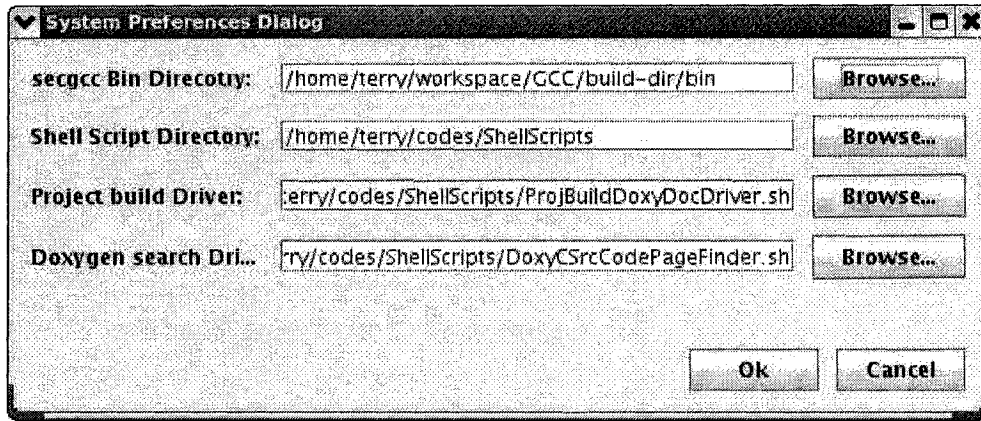 System Preferences Dialog
secgcc Bin Direcotry: /home/terry/workspace/GCC/build-dir/bin Browse...
Shell Script Directory: /home/terry/codes/ShellScripts Browse...
Project build Driver: :erry/codes/ShellScripts/ProjBuildDoxyDocDriver.sh Browse...
Doxygen search Dri... rry/codes/ShellScripts/DoxyCSrcCodePageFinder.sh Browse...
Ok Cancel